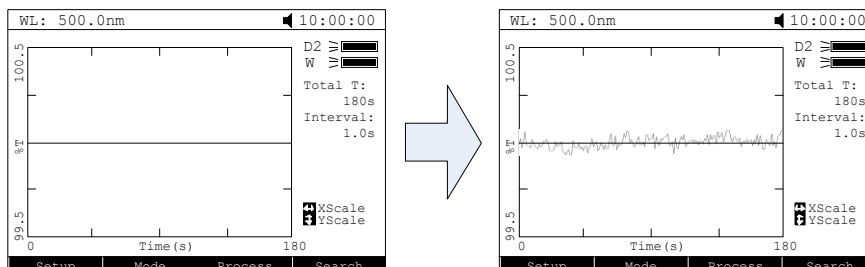 WL: 500.0nm 10:00:00
100.5
%T
99.5
D2
W
Total T:
180s
Interval:
1.0s
XScale
YScale
0 Time(s) 180
Setup Mode Process Search
WL: 500.0nm 10:00:00
100.5
%T
99.5
D2
W
Total T:
180s
Interval:
1.0s
XScale
YScale
0 Time(s) 180
Setup Mode Process Search